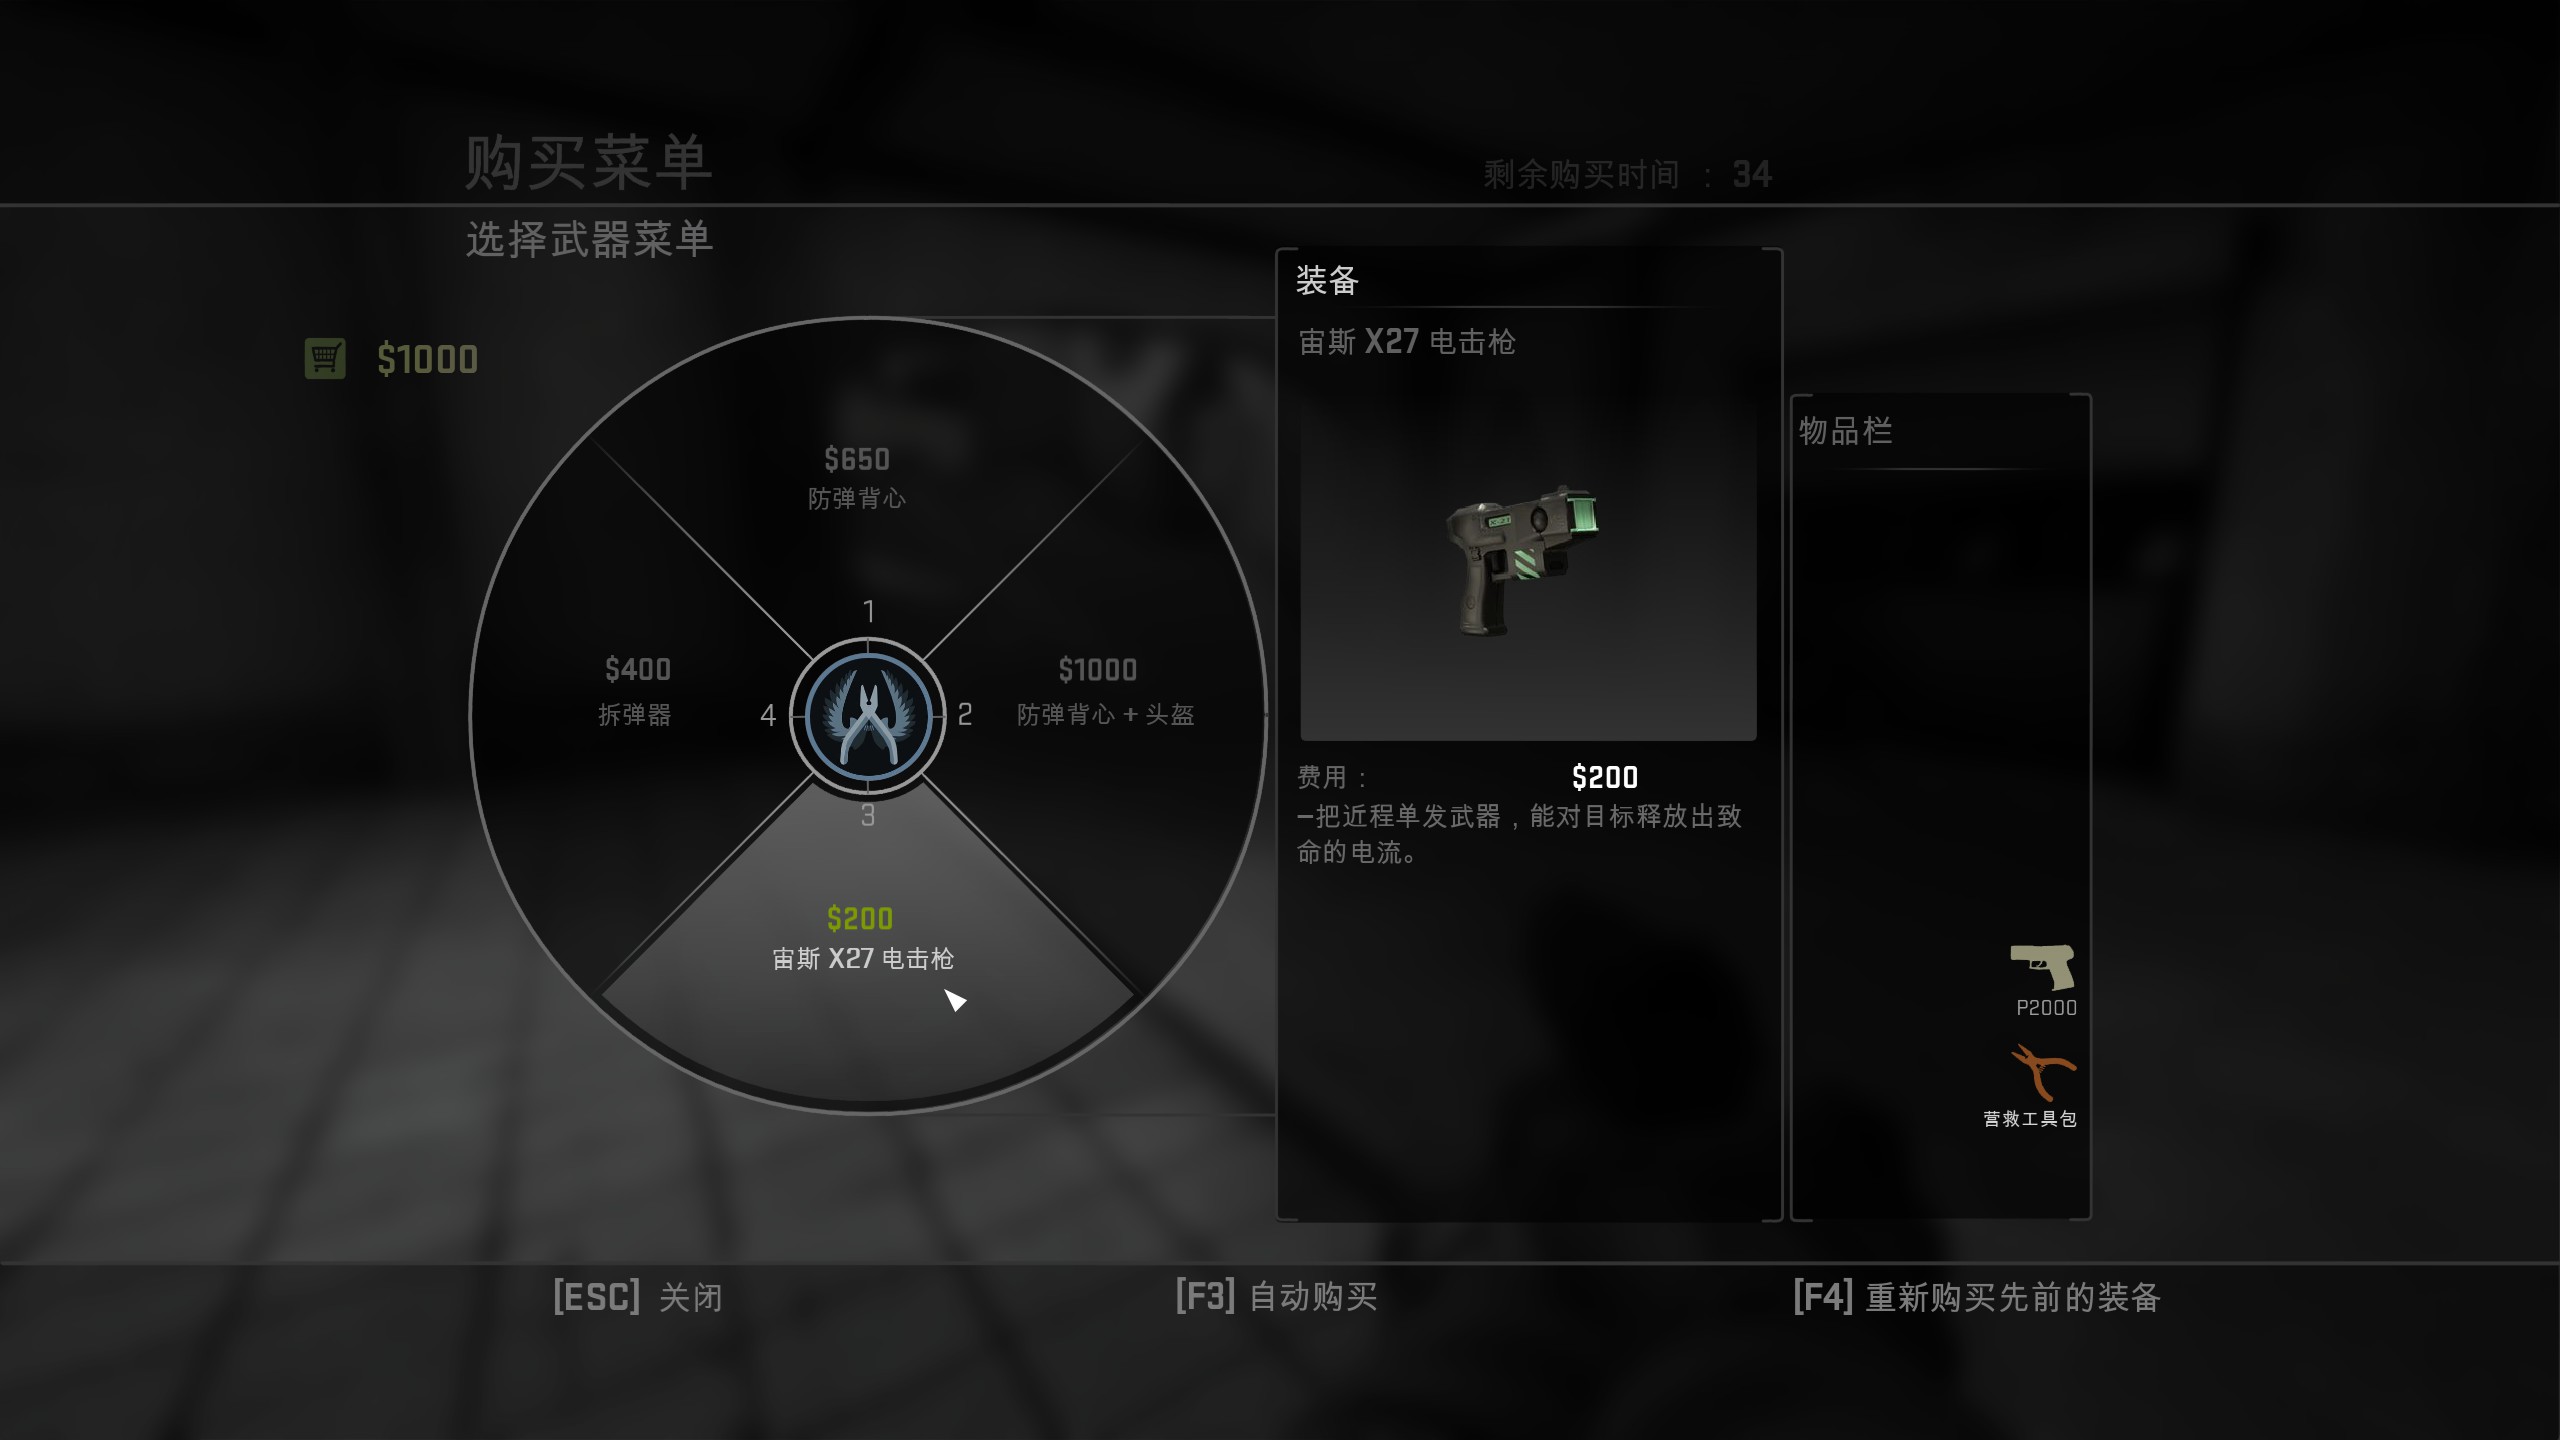 购买菜单
剩余购买时间 : 34
选择武器菜单
$1000
$650
防弹背心
1
$400
拆弹器
4
2
$1000
防弹背心 + 头盔
3
$200
宙斯 X27 电击枪
装备
宙斯 X27 电击枪
费用 : $200
一把近程单发武器，能对目标释放出致
命的电流。
物品栏
P2000
营救工具包
[ESC] 关闭
[F3] 自动购买
[F4] 重新购买先前的装备